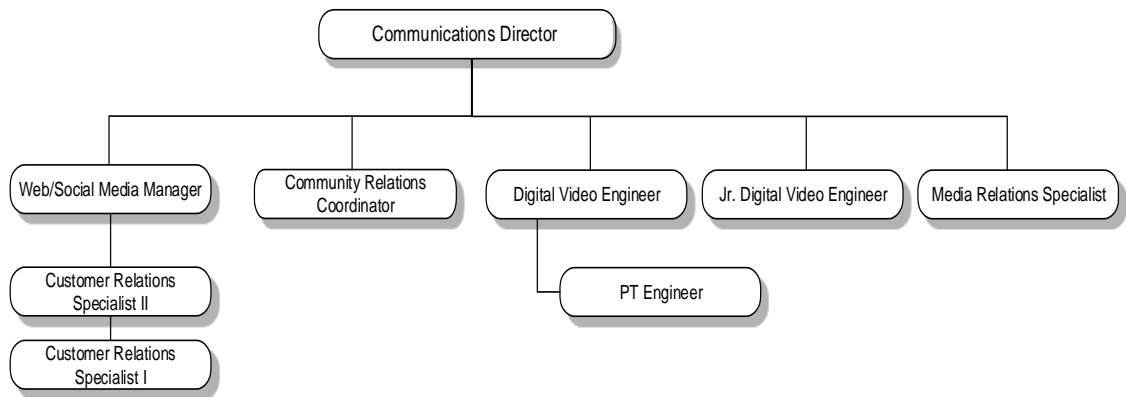 Communications Director
Web/Social Media Manager
Community Relations
Coordinator
Digital Video Engineer
Jr. Digital Video Engineer
Media Relations Specialist
Customer Relations
Specialist II
PT Engineer
Customer Relations
Specialist I